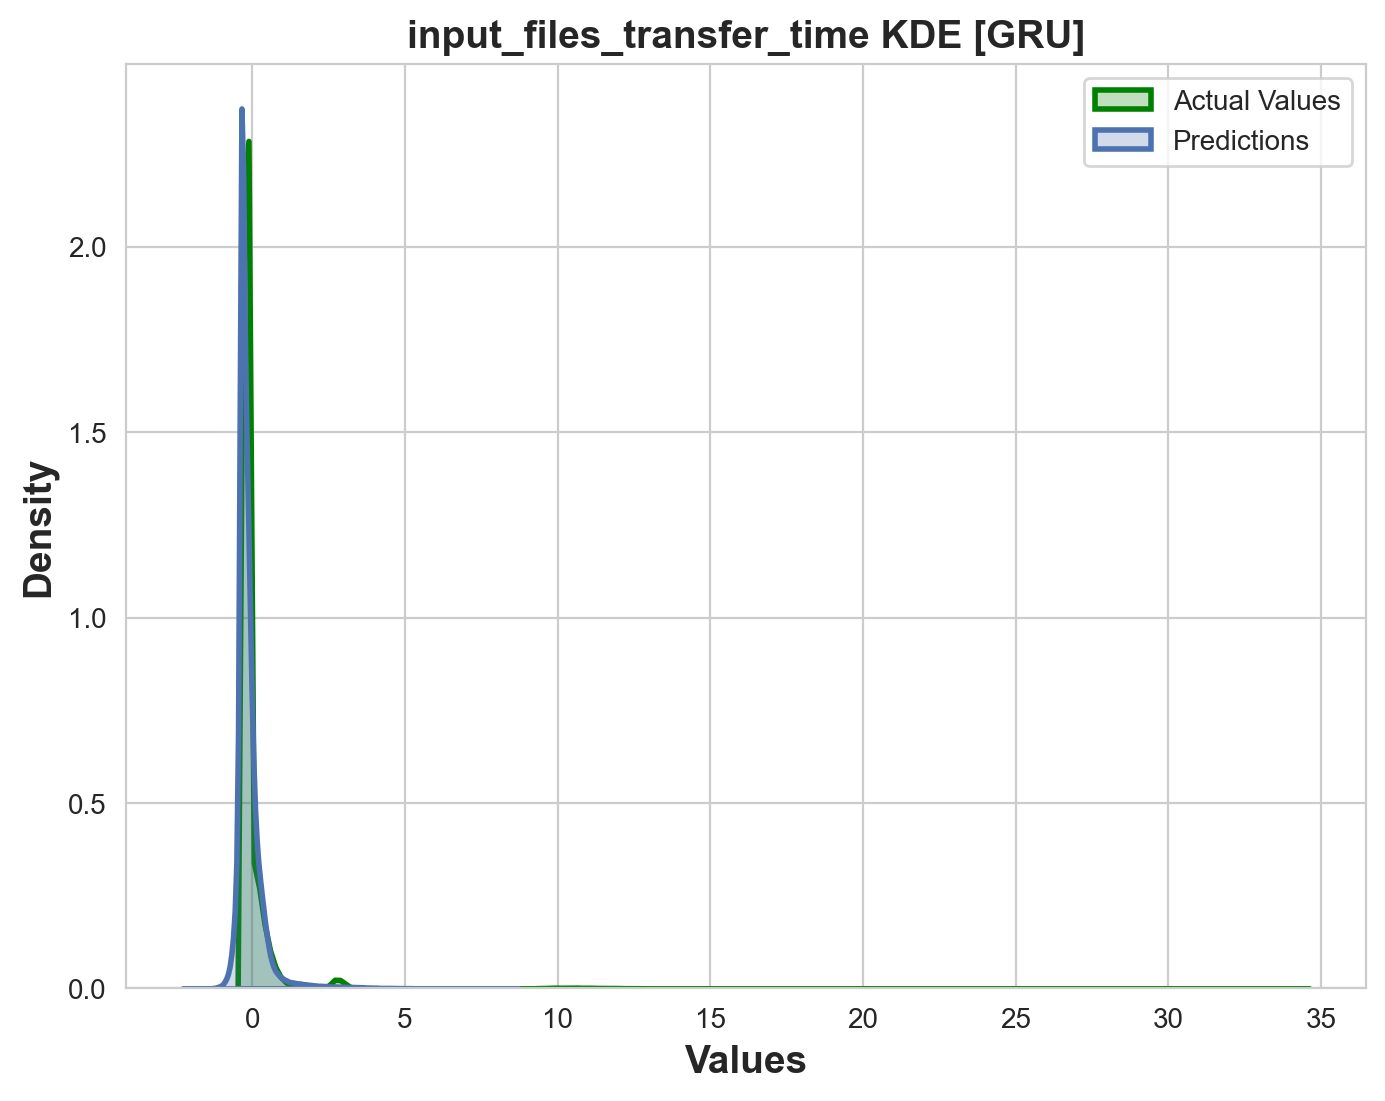 input_files_transfer_time KDE [GRU]
Actual Values
Predictions
Density
2.0
1.5
1.0
0.5
0.0
0 5 10 15 20 25 30 35
Values